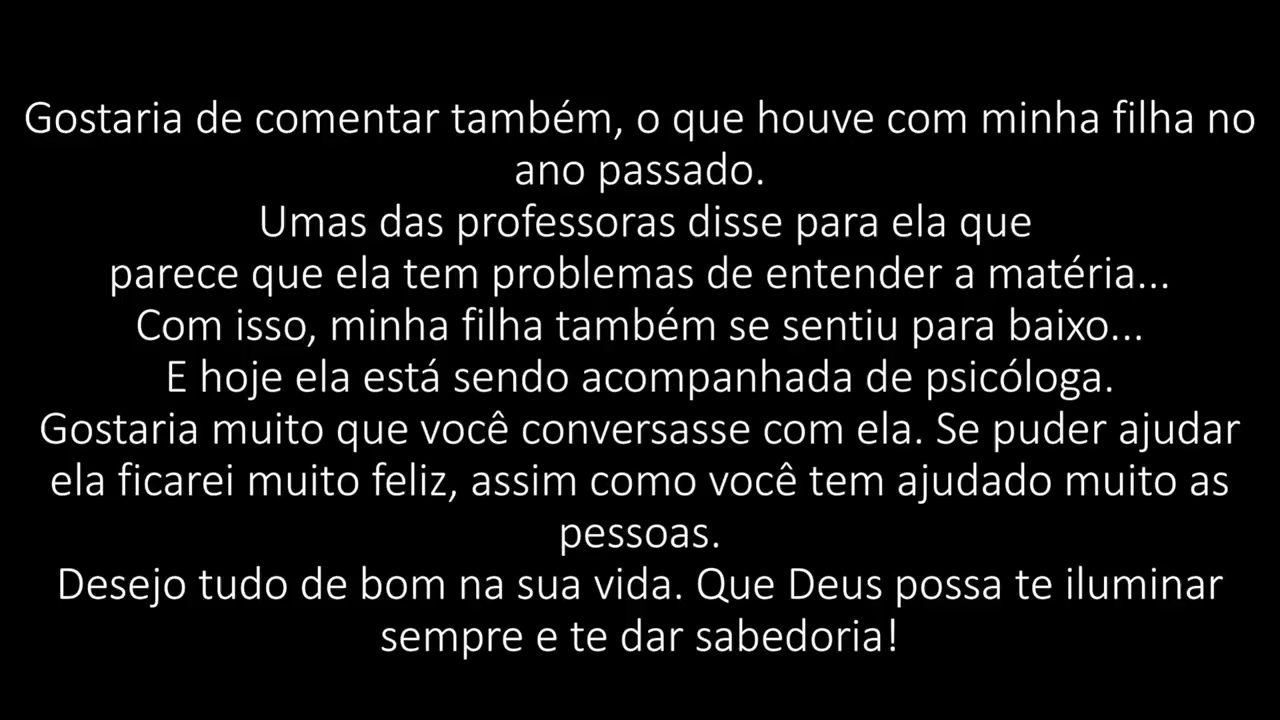 Gostaria de comentar também, o que houve com minha filha no
ano passado.
Umas das professoras disse para ela que
parece que ela tem problemas de entender a matéria...
Com isso, minha filha também se sentiu para baixo...
E hoje ela está sendo acompanhada de psicóloga.
Gostaria muito que você conversasse com ela. Se puder ajudar
ela ficarei muito feliz, assim como você tem ajudado muito as
pessoas.
Desejo tudo de bom na sua vida. Que Deus possa te iluminar
sempre e te dar sabedoria!